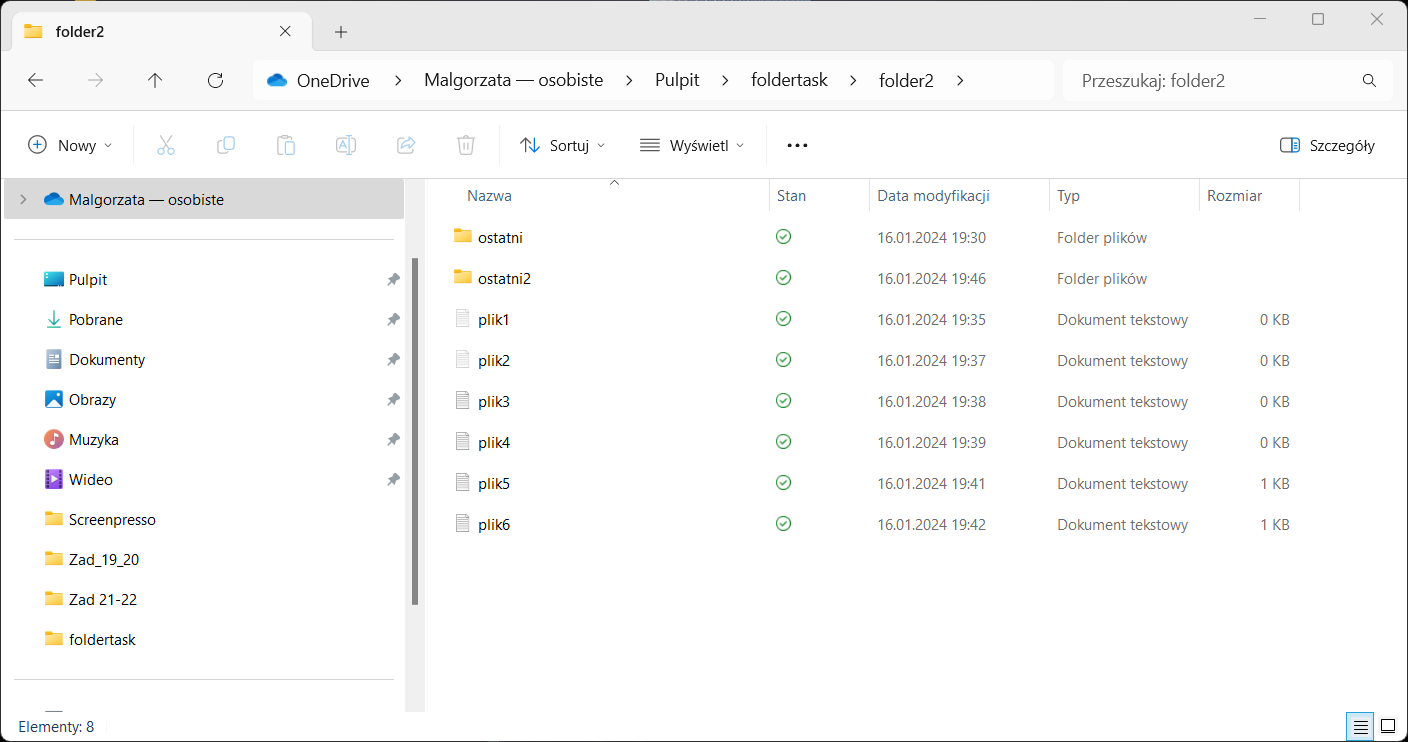 folder2
OneDrive > Malgorzata — osobiste > Pulpit > foldertask > folder2 >
Przeszukaj: folder2
Nowy
Sortuj
Wyświetl
Szczegóły
Malgorzata — osobiste
Pulpit
Pobrane
Dokumenty
Obrazy
Muzyka
Wideo
Screenpresso
Zad_19_20
Zad 21-22
foldertask
Nazwa Stan Data modyfikacji Typ Rozmiar
ostatni 16.01.2024 19:30 Folder plików
ostatni2 16.01.2024 19:46 Folder plików
plik1 16.01.2024 19:35 Dokument tekstowy 0 KB
plik2 16.01.2024 19:37 Dokument tekstowy 0 KB
plik3 16.01.2024 19:38 Dokument tekstowy 0 KB
plik4 16.01.2024 19:39 Dokument tekstowy 0 KB
plik5 16.01.2024 19:41 Dokument tekstowy 1 KB
plik6 16.01.2024 19:42 Dokument tekstowy 1 KB
Elementy: 8